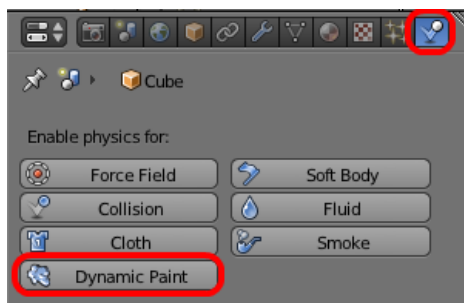 Cube
Enable physics for:
Force Field
Soft Body
Collision
Fluid
Cloth
Smoke
Dynamic Paint